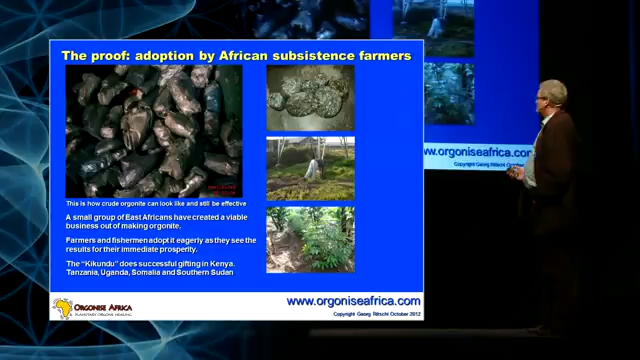 The proof: adoption by African subsistence farmers
This is how crude orgonite can look like and still be effective
A small group of East Africans have created a viable
business out of making orgonite.
Farmers and fishermen adopt it eagerly as they see the
results for their immediate prosperity.
The "Kikundu" does successful gifting in Kenya.
Tanzania, Uganda, Somalia and Southern Sudan
ORGONISE AFRICA
PLANETARY ORGONE HEALING
www.orgoniseafrica.com
Copyright Georg Ritschl October 2012
www.orgoniseafrica.com
Copyright Georg Ritschl October